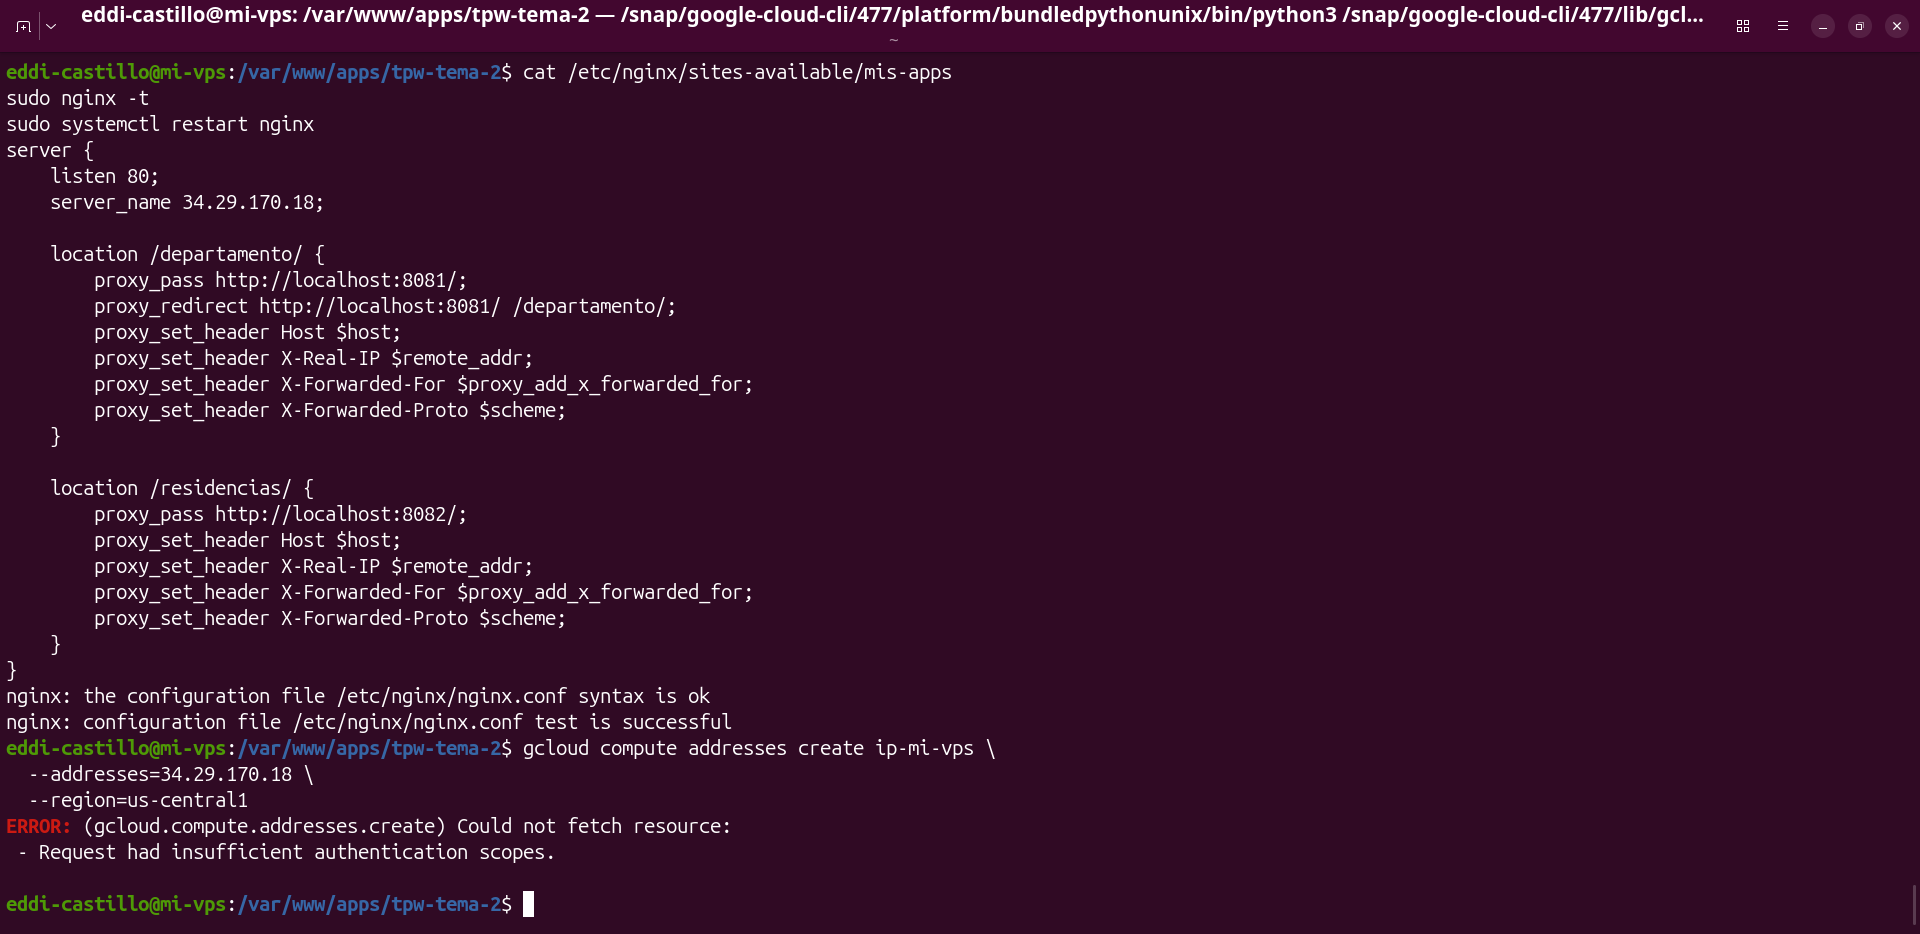 eddi-castillo@mi-vps: /var/www/apps/tpw-tema-2 — /snap/google-cloud-cli/477/platform/bundledpythonunix/bin/python3 /snap/google-cloud-cli/477/lib/gcl...
~
eddi-castillo@mi-vps:/var/www/apps/tpw-tema-2$ cat /etc/nginx/sites-available/mis-apps
sudo nginx -t
sudo systemctl restart nginx
server {
    listen 80;
    server_name 34.29.170.18;

    location /departamento/ {
        proxy_pass http://localhost:8081/;
        proxy_redirect http://localhost:8081/ /departamento/;
        proxy_set_header Host $host;
        proxy_set_header X-Real-IP $remote_addr;
        proxy_set_header X-Forwarded-For $proxy_add_x_forwarded_for;
        proxy_set_header X-Forwarded-Proto $scheme;
    }

    location /residencias/ {
        proxy_pass http://localhost:8082/;
        proxy_set_header Host $host;
        proxy_set_header X-Real-IP $remote_addr;
        proxy_set_header X-Forwarded-For $proxy_add_x_forwarded_for;
        proxy_set_header X-Forwarded-Proto $scheme;
    }
}
nginx: the configuration file /etc/nginx/nginx.conf syntax is ok
nginx: configuration file /etc/nginx/nginx.conf test is successful
eddi-castillo@mi-vps:/var/www/apps/tpw-tema-2$ gcloud compute addresses create ip-mi-vps \
  --addresses=34.29.170.18 \
  --region=us-central1
ERROR: (gcloud.compute.addresses.create) Could not fetch resource:
 - Request had insufficient authentication scopes.

eddi-castillo@mi-vps:/var/www/apps/tpw-tema-2$